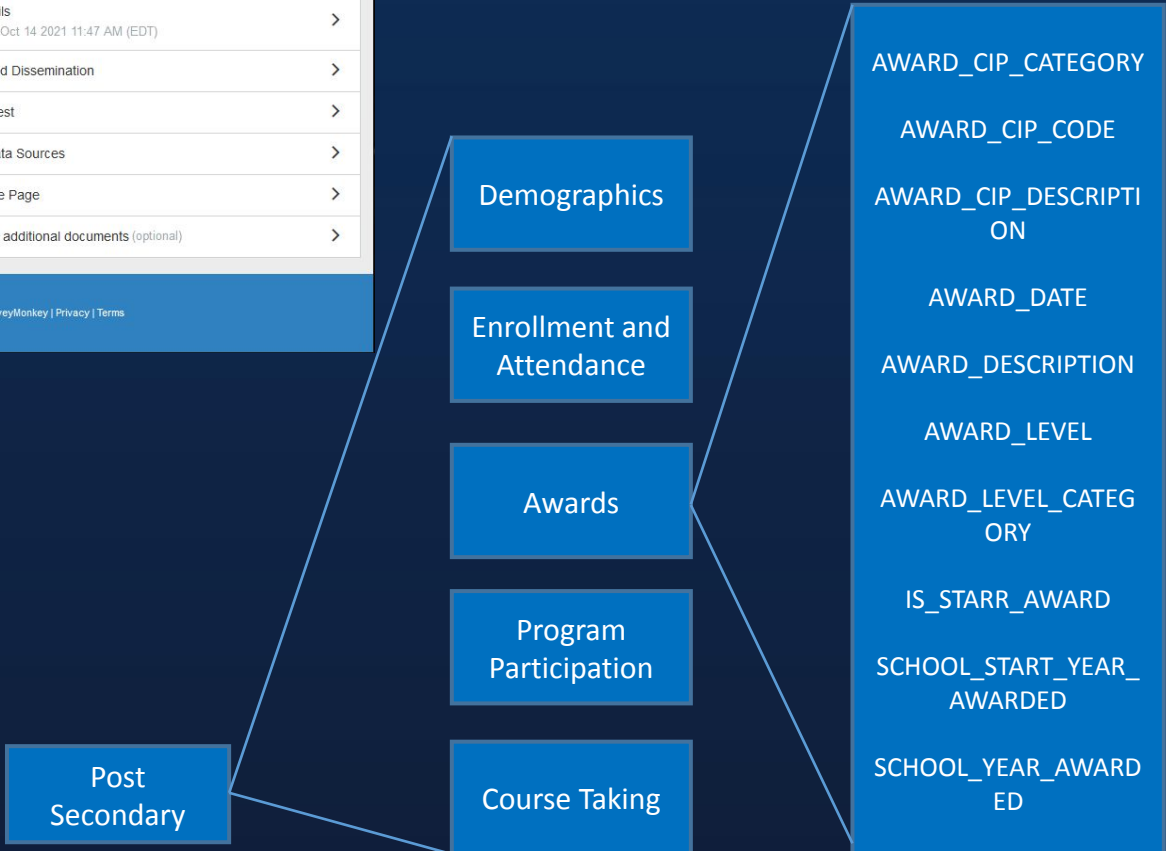 ils
Oct 14 2021 11:47 AM (EDT)
d Dissemination
est
ta Sources
e Page
additional documents (optional)
veyMonkey | Privacy | Terms
Demographics
Enrollment and
Attendance
Awards
Program
Participation
Course Taking
Post
Secondary
AWARD_CIP_CATEGORY
AWARD_CIP_CODE
AWARD_CIP_DESCRIPTI
ON
AWARD_DATE
AWARD_DESCRIPTION
AWARD_LEVEL
AWARD_LEVEL_CATEG
ORY
IS_STARR_AWARD
SCHOOL_START_YEAR_
AWARDED
SCHOOL_YEAR_AWARD
ED